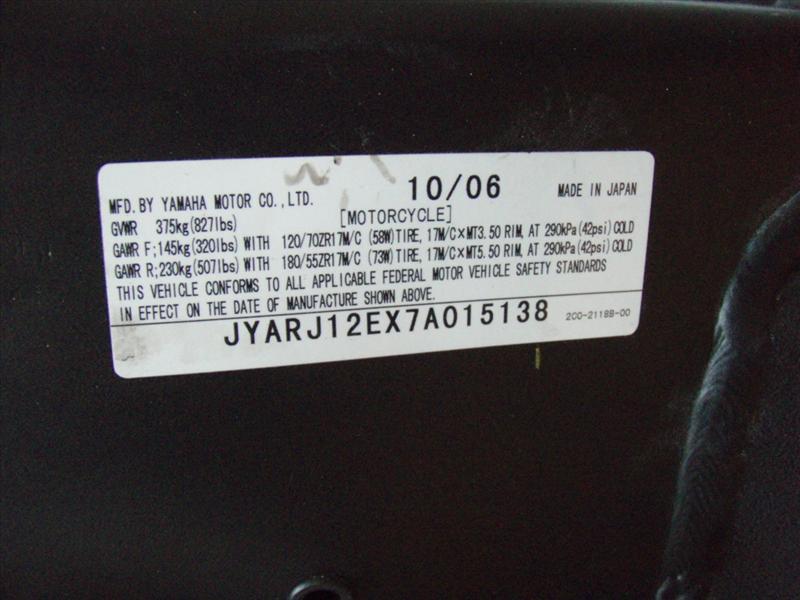 10/06 MADE IN JAPAN
MFD. BY YAMAHA MOTOR CO., LTD.
GVWR 375kg(827lbs) [MOTORCYCLE]
GAWR F;145kg(320lbs) WITH 120/70ZR17M/C (58W)TIRE, 17M/C×MT3.50 RIM, AT 290kPa(42psi)COLD
GAWR R;230kg(507lbs) WITH 180/55ZR17M/C (73W)TIRE, 17M/C×MT5.50 RIM, AT 290kPa(42psi)COLD
THIS VEHICLE CONFORMS TO ALL APPLICABLE FEDERAL MOTOR VEHICLE SAFETY STANDARDS
IN EFFECT ON THE DATE OF MANUFACTURE SHOWN ABOVE.
JYARJ12EX7A015138 2C0-2118B-00